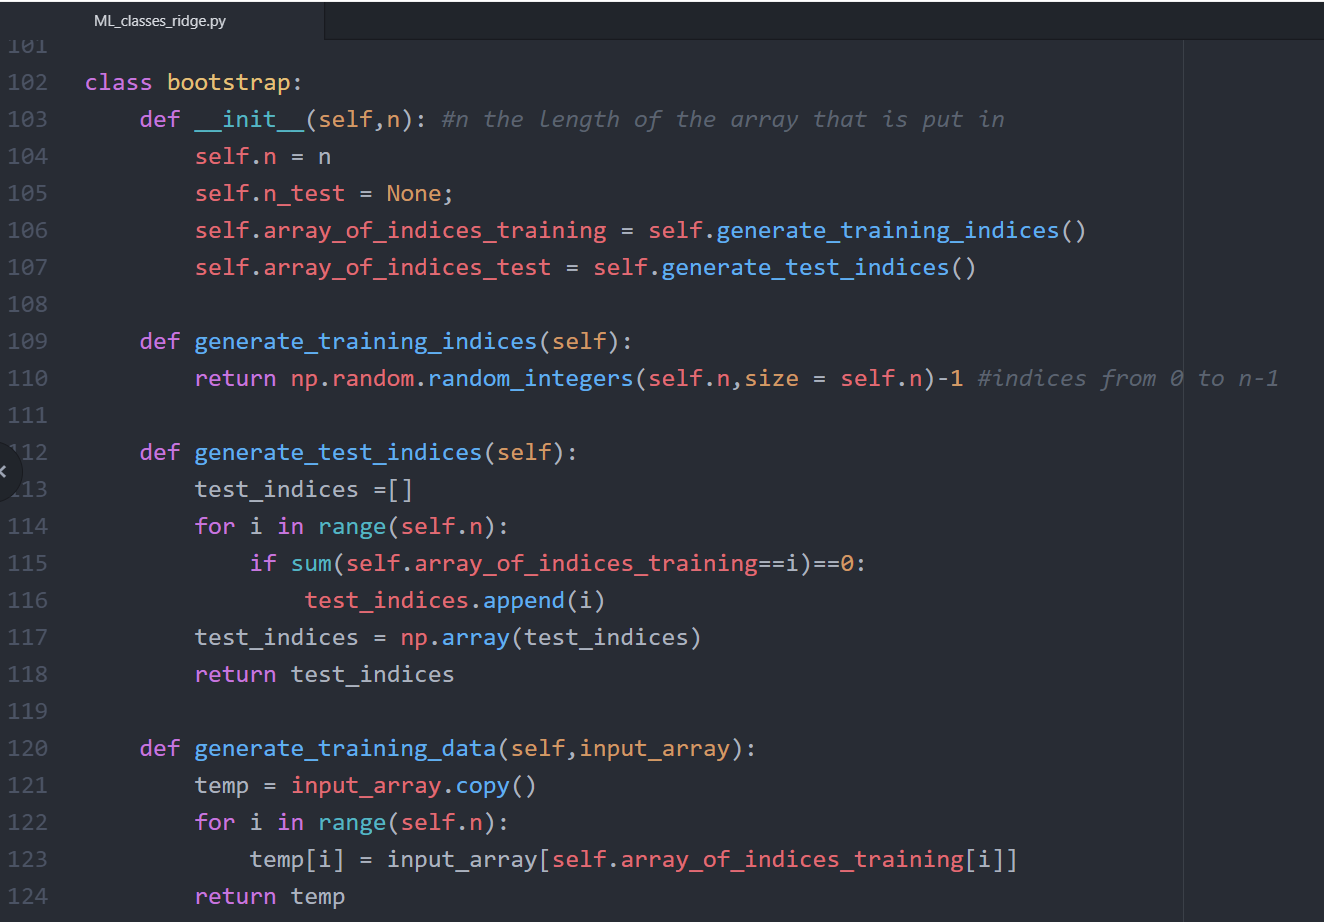 ML_classes_ridge.py
101
102 class bootstrap:
103     def __init__(self,n): #n the length of the array that is put in
104         self.n = n
105         self.n_test = None;
106         self.array_of_indices_training = self.generate_training_indices()
107         self.array_of_indices_test = self.generate_test_indices()
108
109     def generate_training_indices(self):
110         return np.random.random_integers(self.n,size = self.n)-1 #indices from 0 to n-1
111
112     def generate_test_indices(self):
113         test_indices =[]
114         for i in range(self.n):
115             if sum(self.array_of_indices_training==i)==0:
116                 test_indices.append(i)
117         test_indices = np.array(test_indices)
118         return test_indices
119
120     def generate_training_data(self,input_array):
121         temp = input_array.copy()
122         for i in range(self.n):
123             temp[i] = input_array[self.array_of_indices_training[i]]
124         return temp